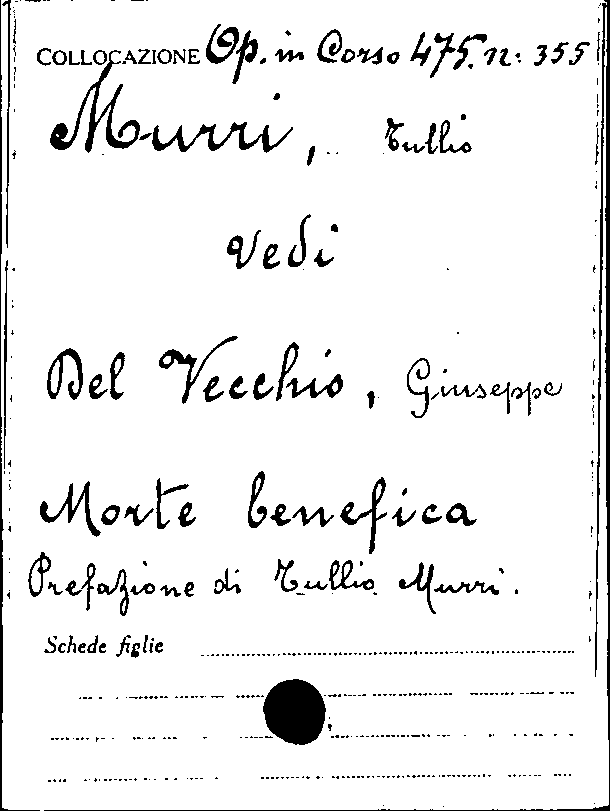 COLLOCAZIONE Op. in Corso 475. n: 355
Murri, Tullio
Vedi
Del Vecchio, Giuseppe
Morte benefica
Prefazione di Tullio Murri.
Schede figlie